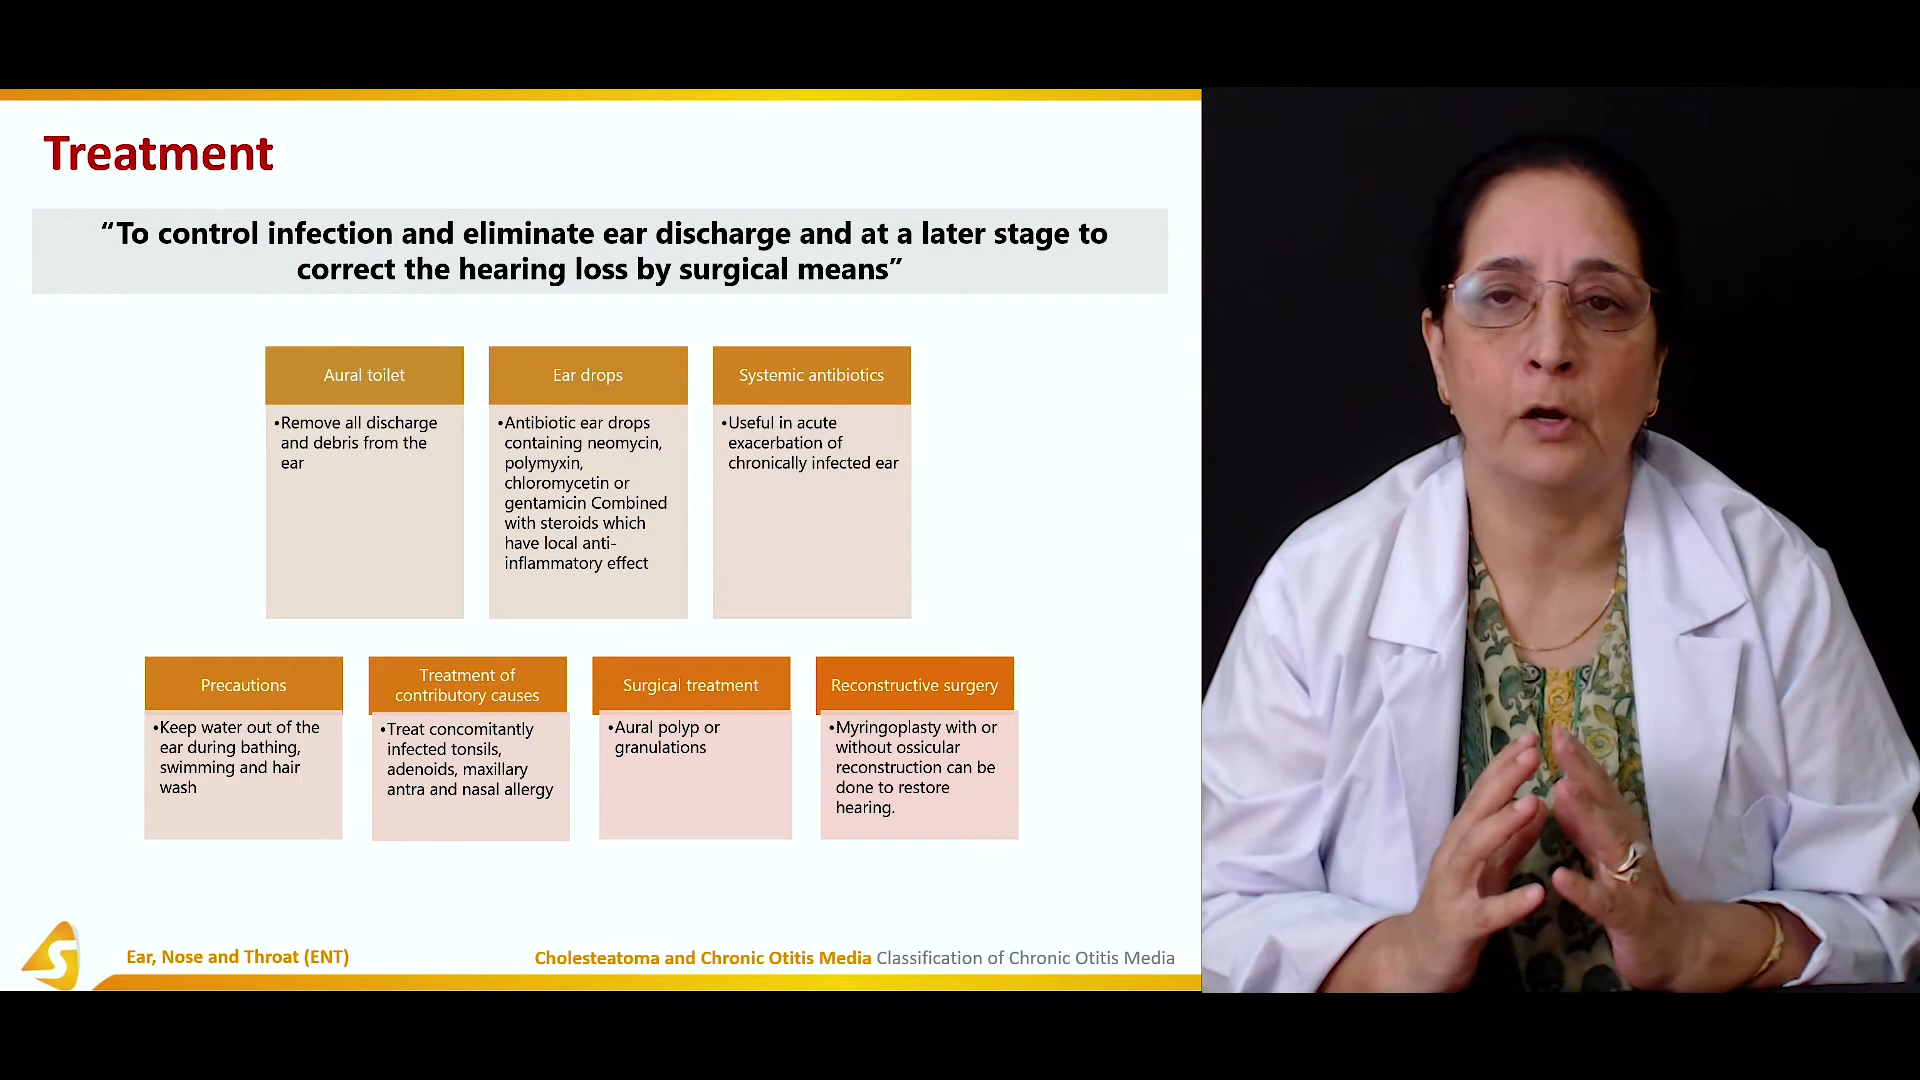 Treatment
“To control infection and eliminate ear discharge and at a later stage to
correct the hearing loss by surgical means”
Aural toilet
•Remove all discharge
and debris from the
ear
Ear drops
•Antibiotic ear drops
containing neomycin,
polymyxin,
chloromycetin or
gentamicin Combined
with steroids which
have local anti-
inflammatory effect
Systemic antibiotics
•Useful in acute
exacerbation of
chronically infected ear
Precautions
•Keep water out of the
ear during bathing,
swimming and hair
wash
Treatment of
contributory causes
•Treat concomitantly
infected tonsils,
adenoids, maxillary
antra and nasal allergy
Surgical treatment
•Aural polyp or
granulations
Reconstructive surgery
•Myringoplasty with or
without ossicular
reconstruction can be
done to restore
hearing.
S
Ear, Nose and Throat (ENT)
Cholesteatoma and Chronic Otitis Media Classification of Chronic Otitis Media